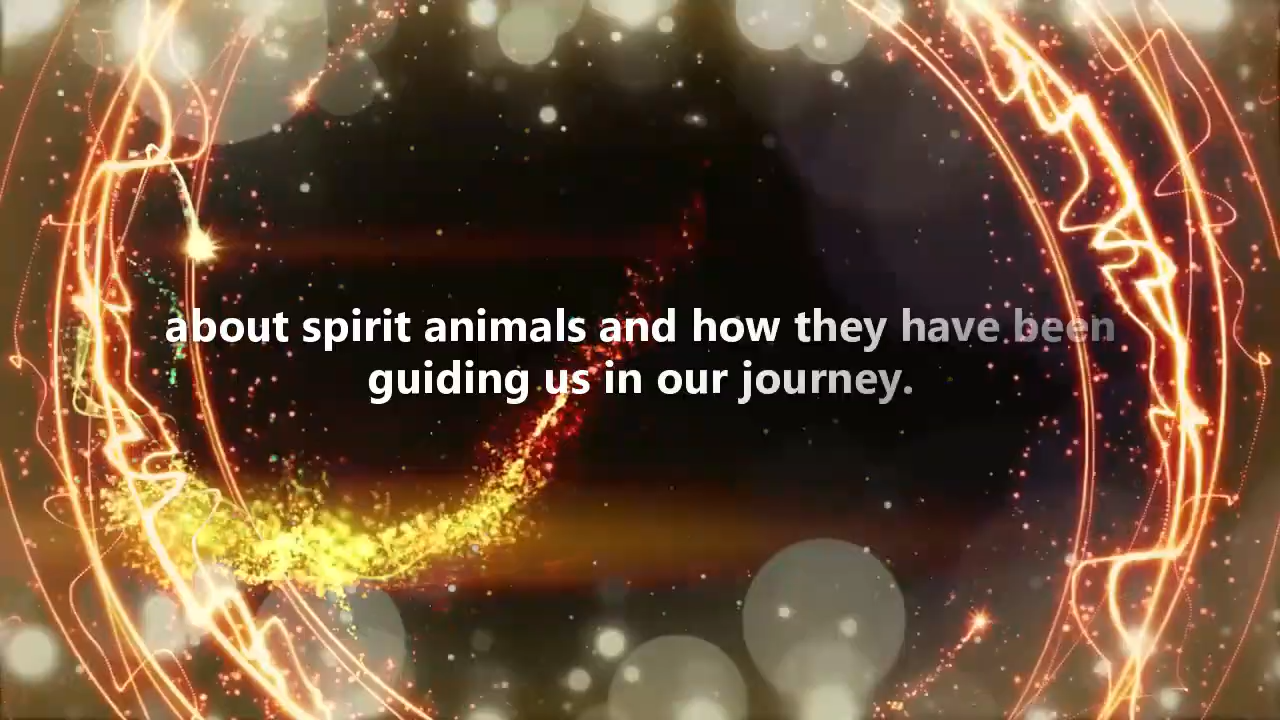 about spirit animals and how they have been
guiding us in our journey.